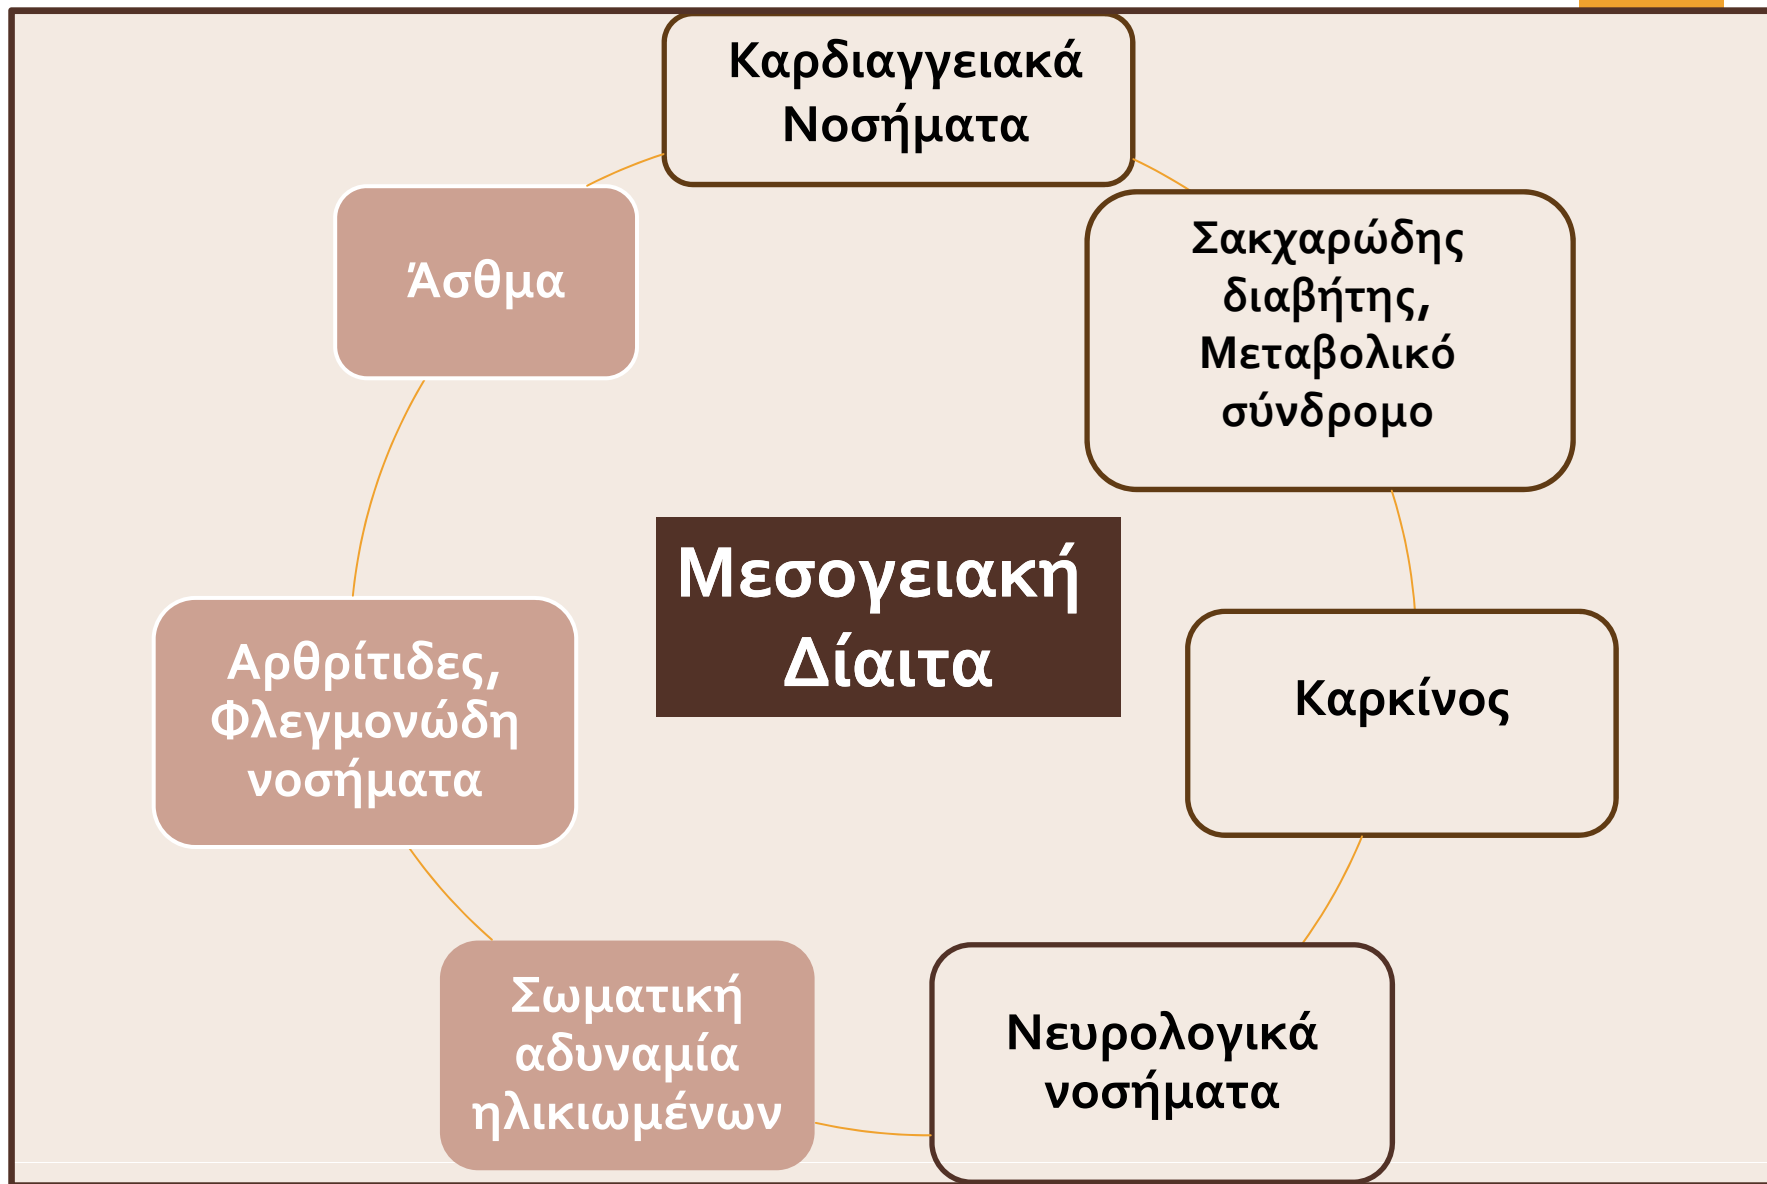 Καρδιαγγειακά
Νοσήματα
Σακχαρώδης
διαβήτης,
Μεταβολικό
σύνδρομο
Καρκίνος
Νευρολογικά
νοσήματα
Σωματική
αδυναμία
ηλικιωμένων
Αρθρίτιδες,
Φλεγμονώδη
νοσήματα
Άσθμα
Μεσογειακή
Δίαιτα